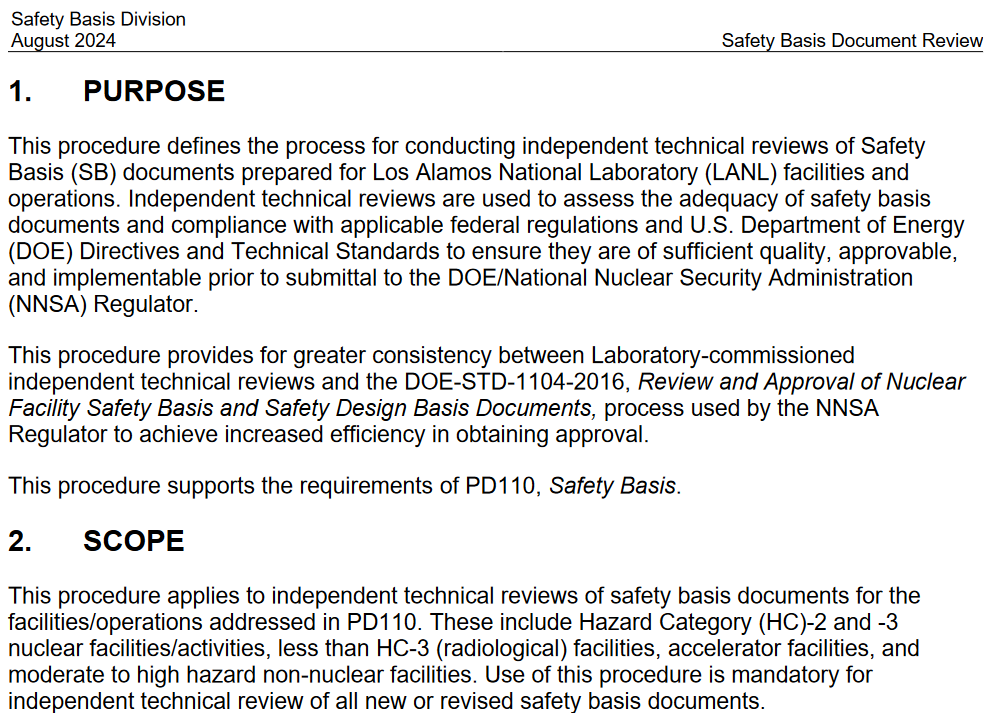 Safety Basis Division
August 2024
Safety Basis Document Review
1. PURPOSE
This procedure defines the process for conducting independent technical reviews of Safety
Basis (SB) documents prepared for Los Alamos National Laboratory (LANL) facilities and
operations. Independent technical reviews are used to assess the adequacy of safety basis
documents and compliance with applicable federal regulations and U.S. Department of Energy
(DOE) Directives and Technical Standards to ensure they are of sufficient quality, approvable,
and implementable prior to submittal to the DOE/National Nuclear Security Administration
(NNSA) Regulator.
This procedure provides for greater consistency between Laboratory-commissioned
independent technical reviews and the DOE-STD-1104-2016, Review and Approval of Nuclear
Facility Safety Basis and Safety Design Basis Documents, process used by the NNSA
Regulator to achieve increased efficiency in obtaining approval.
This procedure supports the requirements of PD110, Safety Basis.
2. SCOPE
This procedure applies to independent technical reviews of safety basis documents for the
facilities/operations addressed in PD110. These include Hazard Category (HC)-2 and -3
nuclear facilities/activities, less than HC-3 (radiological) facilities, accelerator facilities, and
moderate to high hazard non-nuclear facilities. Use of this procedure is mandatory for
independent technical review of all new or revised safety basis documents.